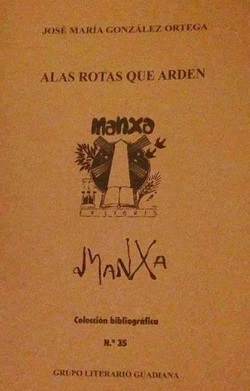 JOSÉ MARÍA GONZÁLEZ ORTEGA
ALAS ROTAS QUE ARDEN
manxa
MANXA
Colección bibliográfica
N.º 35
GRUPO LITERARIO GUADIANA